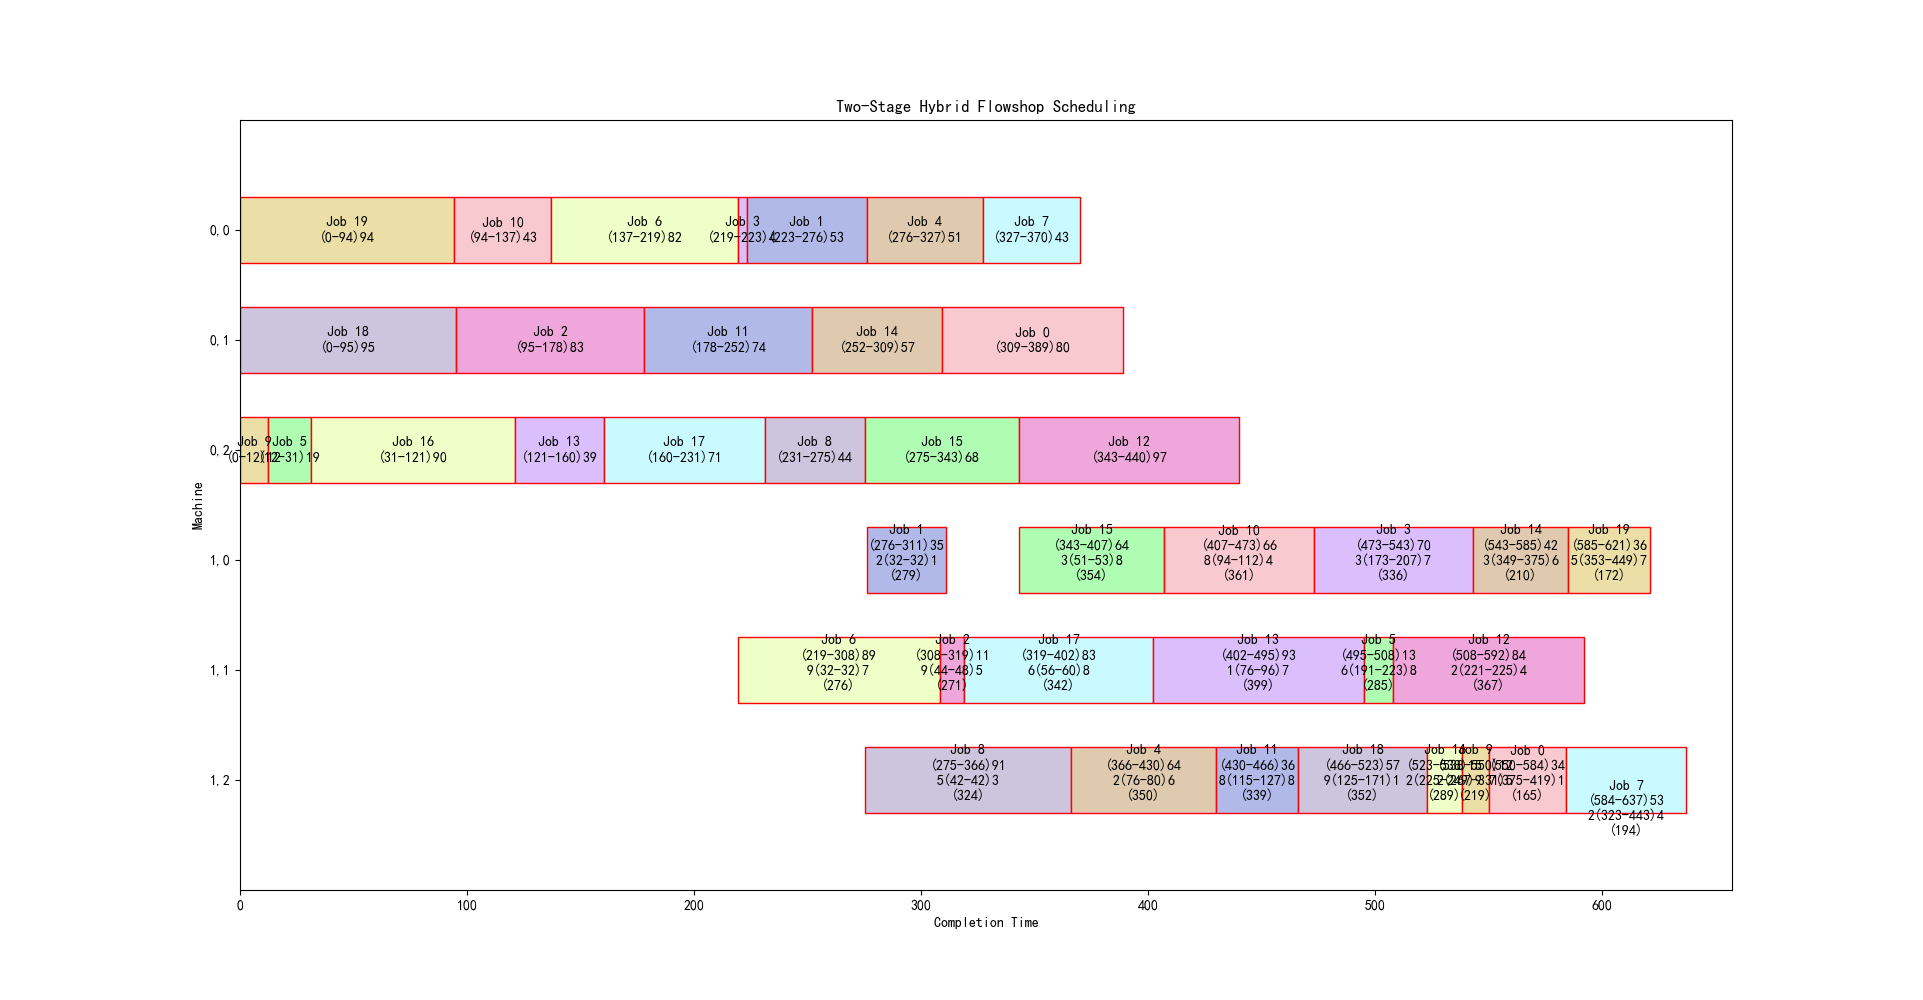 Two-Stage Hybrid Flowshop Scheduling
Machine
0,0
Job 19
(0-94)94
Job 10
(94-137)43
Job 6
(137-219)82
Job 3
(219-223)4
Job 1
(223-276)53
Job 4
(276-327)51
Job 7
(327-370)43
0,1
Job 18
(0-95)95
Job 2
(95-178)83
Job 11
(178-252)74
Job 14
(252-309)57
Job 0
(309-389)80
0,2
Job 9
(0-12)12
Job 5
(12-31)19
Job 16
(31-121)90
Job 13
(121-160)39
Job 17
(160-231)71
Job 8
(231-275)44
Job 15
(275-343)68
Job 12
(343-440)97
1,0
Job 1
(276-311)35
2(32-32)1
(279)
Job 15
(343-407)64
3(51-53)8
(354)
Job 10
(407-473)66
8(94-112)4
(361)
Job 3
(473-543)70
3(173-207)7
(336)
Job 14
(543-585)42
3(349-375)6
(210)
Job 19
(585-621)36
5(353-449)7
(172)
1,1
Job 6
(219-308)89
9(32-32)7
(276)
Job 2
(308-319)11
9(44-48)5
(271)
Job 17
(319-402)83
6(56-60)8
(342)
Job 13
(402-495)93
1(76-96)7
(399)
Job 5
(495-508)13
6(191-223)8
(285)
Job 12
(508-592)84
2(221-225)4
(367)
1,2
Job 8
(275-366)91
5(42-42)3
(324)
Job 4
(366-430)64
2(76-80)6
(350)
Job 11
(430-466)36
8(115-127)8
(339)
Job 18
(466-523)57
9(125-171)1
(352)
Job 16
(523-538)15
(289)
Job 9
(538-550)12
(219)
Job 0
(550-584)34
(165)
Job 7
(584-637)53
2(323-443)4
(194)
0 100 200 300 400 500 600
Completion Time